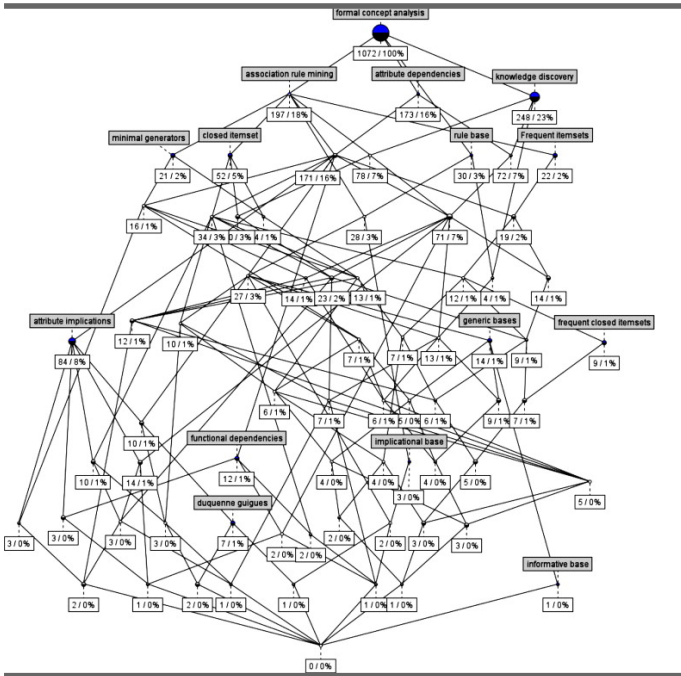 formal concept analysis
1072 / 100%
association rule mining
attribute dependencies
knowledge discovery
197 / 18%
173 / 16%
248 / 23%
minimal generators
closed itemset
rule base
Frequent itemsets
21 / 2%
52 / 5%
171 / 16%
78 / 7%
30 / 3%
72 / 7%
22 / 2%
16 / 1%
34 / 3%
0 / 3%
4 / 1%
28 / 3%
71 / 7%
19 / 2%
27 / 3%
14 / 1%
23 / 2%
13 / 1%
12 / 1%
4 / 1%
14 / 1%
attribute implications
generic bases
frequent closed itemsets
12 / 1%
10 / 1%
84 / 8%
7 / 1%
7 / 1%
13 / 1%
14 / 1%
9 / 1%
9 / 1%
6 / 1%
7 / 1%
6 / 1%
5 / 0%
6 / 1%
9 / 1%
7 / 1%
10 / 1%
functional dependencies
implicational base
10 / 1%
14 / 1%
12 / 1%
4 / 0%
4 / 0%
3 / 0%
4 / 0%
5 / 0%
5 / 0%
duquenne guigues
3 / 0%
3 / 0%
3 / 0%
3 / 0%
7 / 1%
2 / 0%
2 / 0%
2 / 0%
2 / 0%
3 / 0%
3 / 0%
informative base
2 / 0%
1 / 0%
2 / 0%
1 / 0%
1 / 0%
1 / 0%
1 / 0%
1 / 0%
0 / 0%